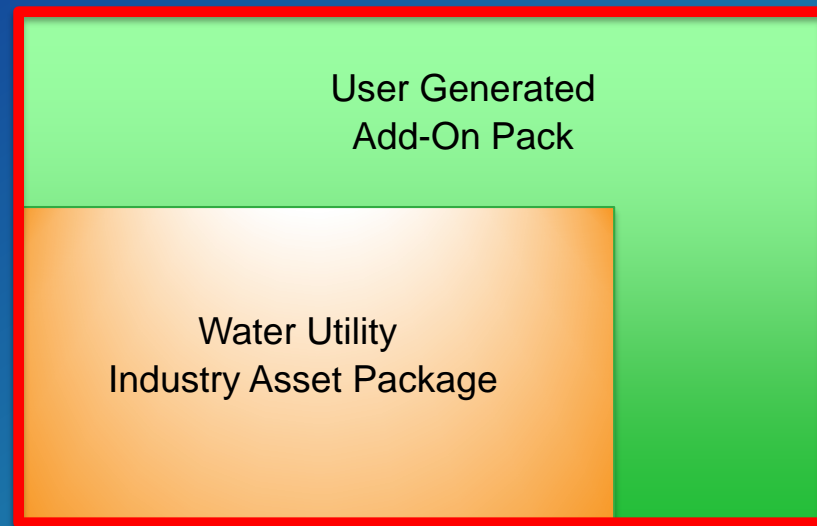 User Generated
Add-On Pack
Water Utility
Industry Asset Package